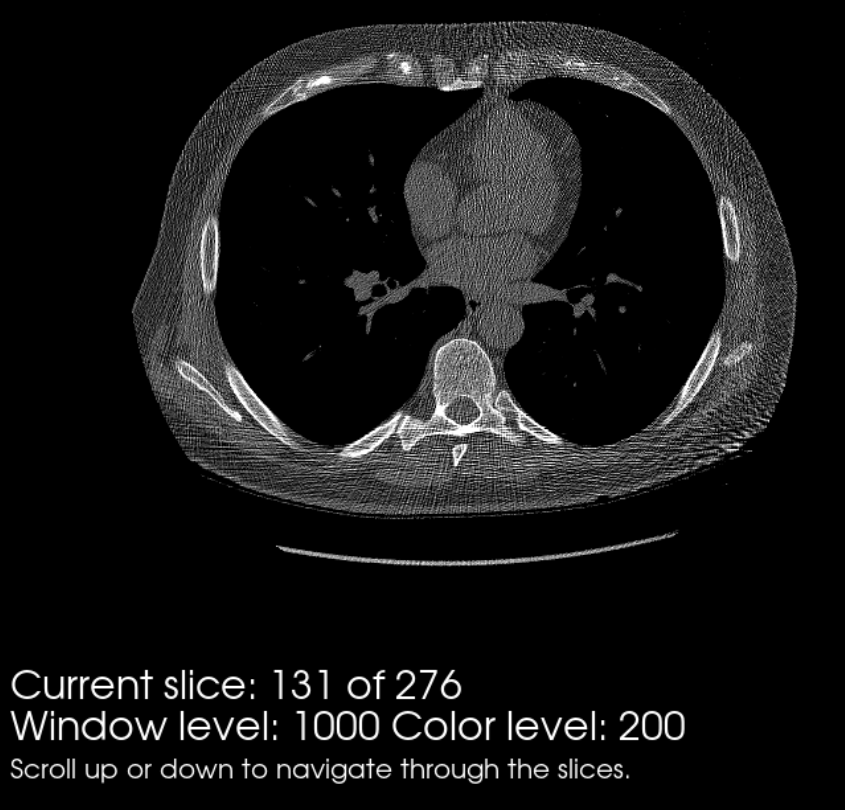 Current slice: 131 of 276
Window level: 1000 Color level: 200
Scroll up or down to navigate through the slices.